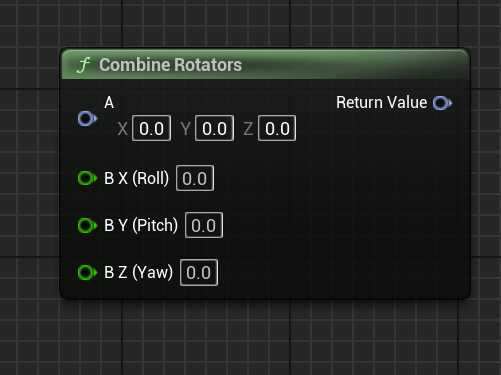 f Combine Rotators
A Return Value
X 0.0 Y 0.0 Z 0.0
B X (Roll) 0.0
B Y (Pitch) 0.0
B Z (Yaw) 0.0